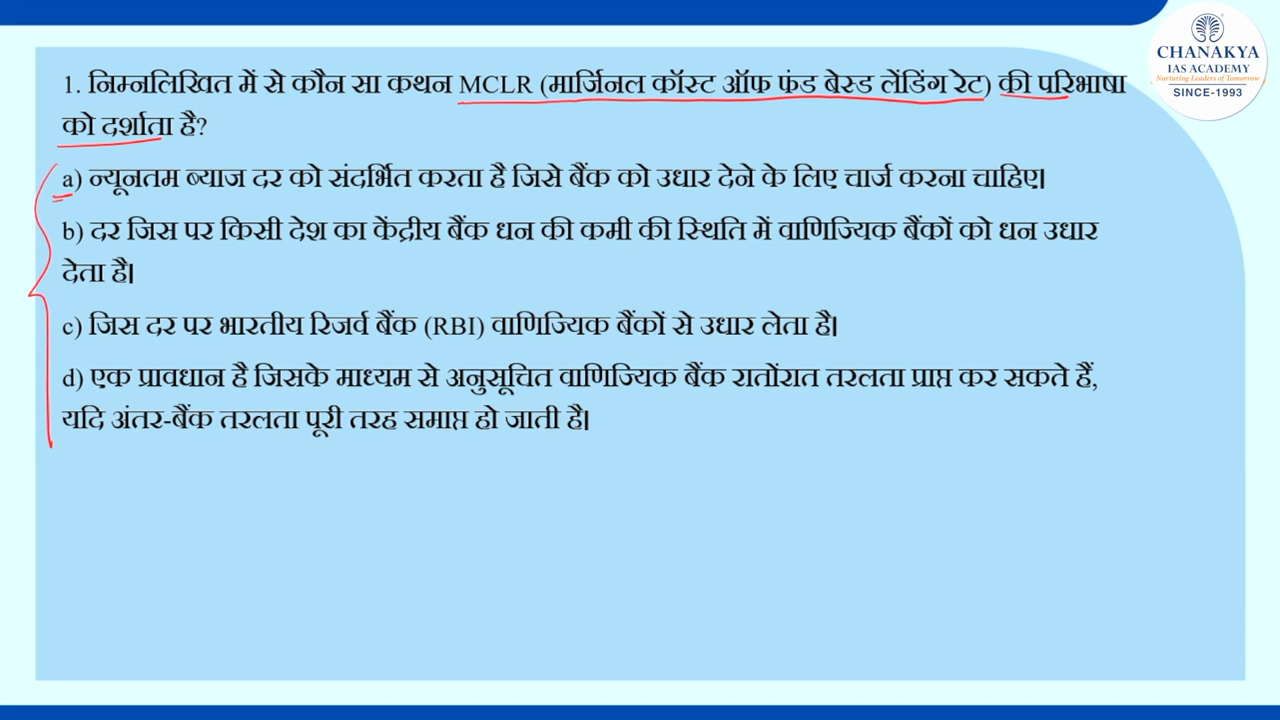 CHANAKYA
IAS ACADEMY
Nurturing Leaders of Tomorrow
SINCE-1993
1. निम्नलिखित में से कौन सा कथन MCLR (मार्जिनल कॉस्ट ऑफ फंड बेस्ड लेंडिंग रेट) की परिभाषा
को दर्शाता है?
a) न्यूनतम ब्याज दर को संदर्भित करता है जिसे बैंक को उधार देने के लिए चार्ज करना चाहिए।
b) दर जिस पर किसी देश का केंद्रीय बैंक धन की कमी की स्थिति में वाणिज्यिक बैंकों को धन उधार
देता है।
c) जिस दर पर भारतीय रिजर्व बैंक (RBI) वाणिज्यिक बैंकों से उधार लेता है।
d) एक प्रावधान है जिसके माध्यम से अनुसूचित वाणिज्यिक बैंक रातोंरात तरलता प्राप्त कर सकते हैं,
यदि अंतर-बैंक तरलता पूरी तरह समाप्त हो जाती है।